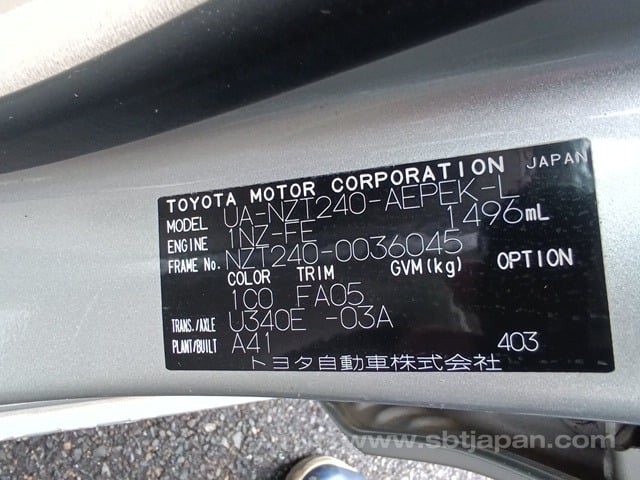 TOYOTA MOTOR CORPORATION JAPAN
MODEL UA-NZT240-AEPEK-L
ENGINE 1NZ-FE 1496mL
FRAME No. NZT240-0036045
COLOR TRIM GVM(kg) OPTION
1C0 FA05
TRANS./AXLE U340E -03A
PLANT/BUILT A41 403
トヨタ自動車株式会社
www.sbtjapan.com